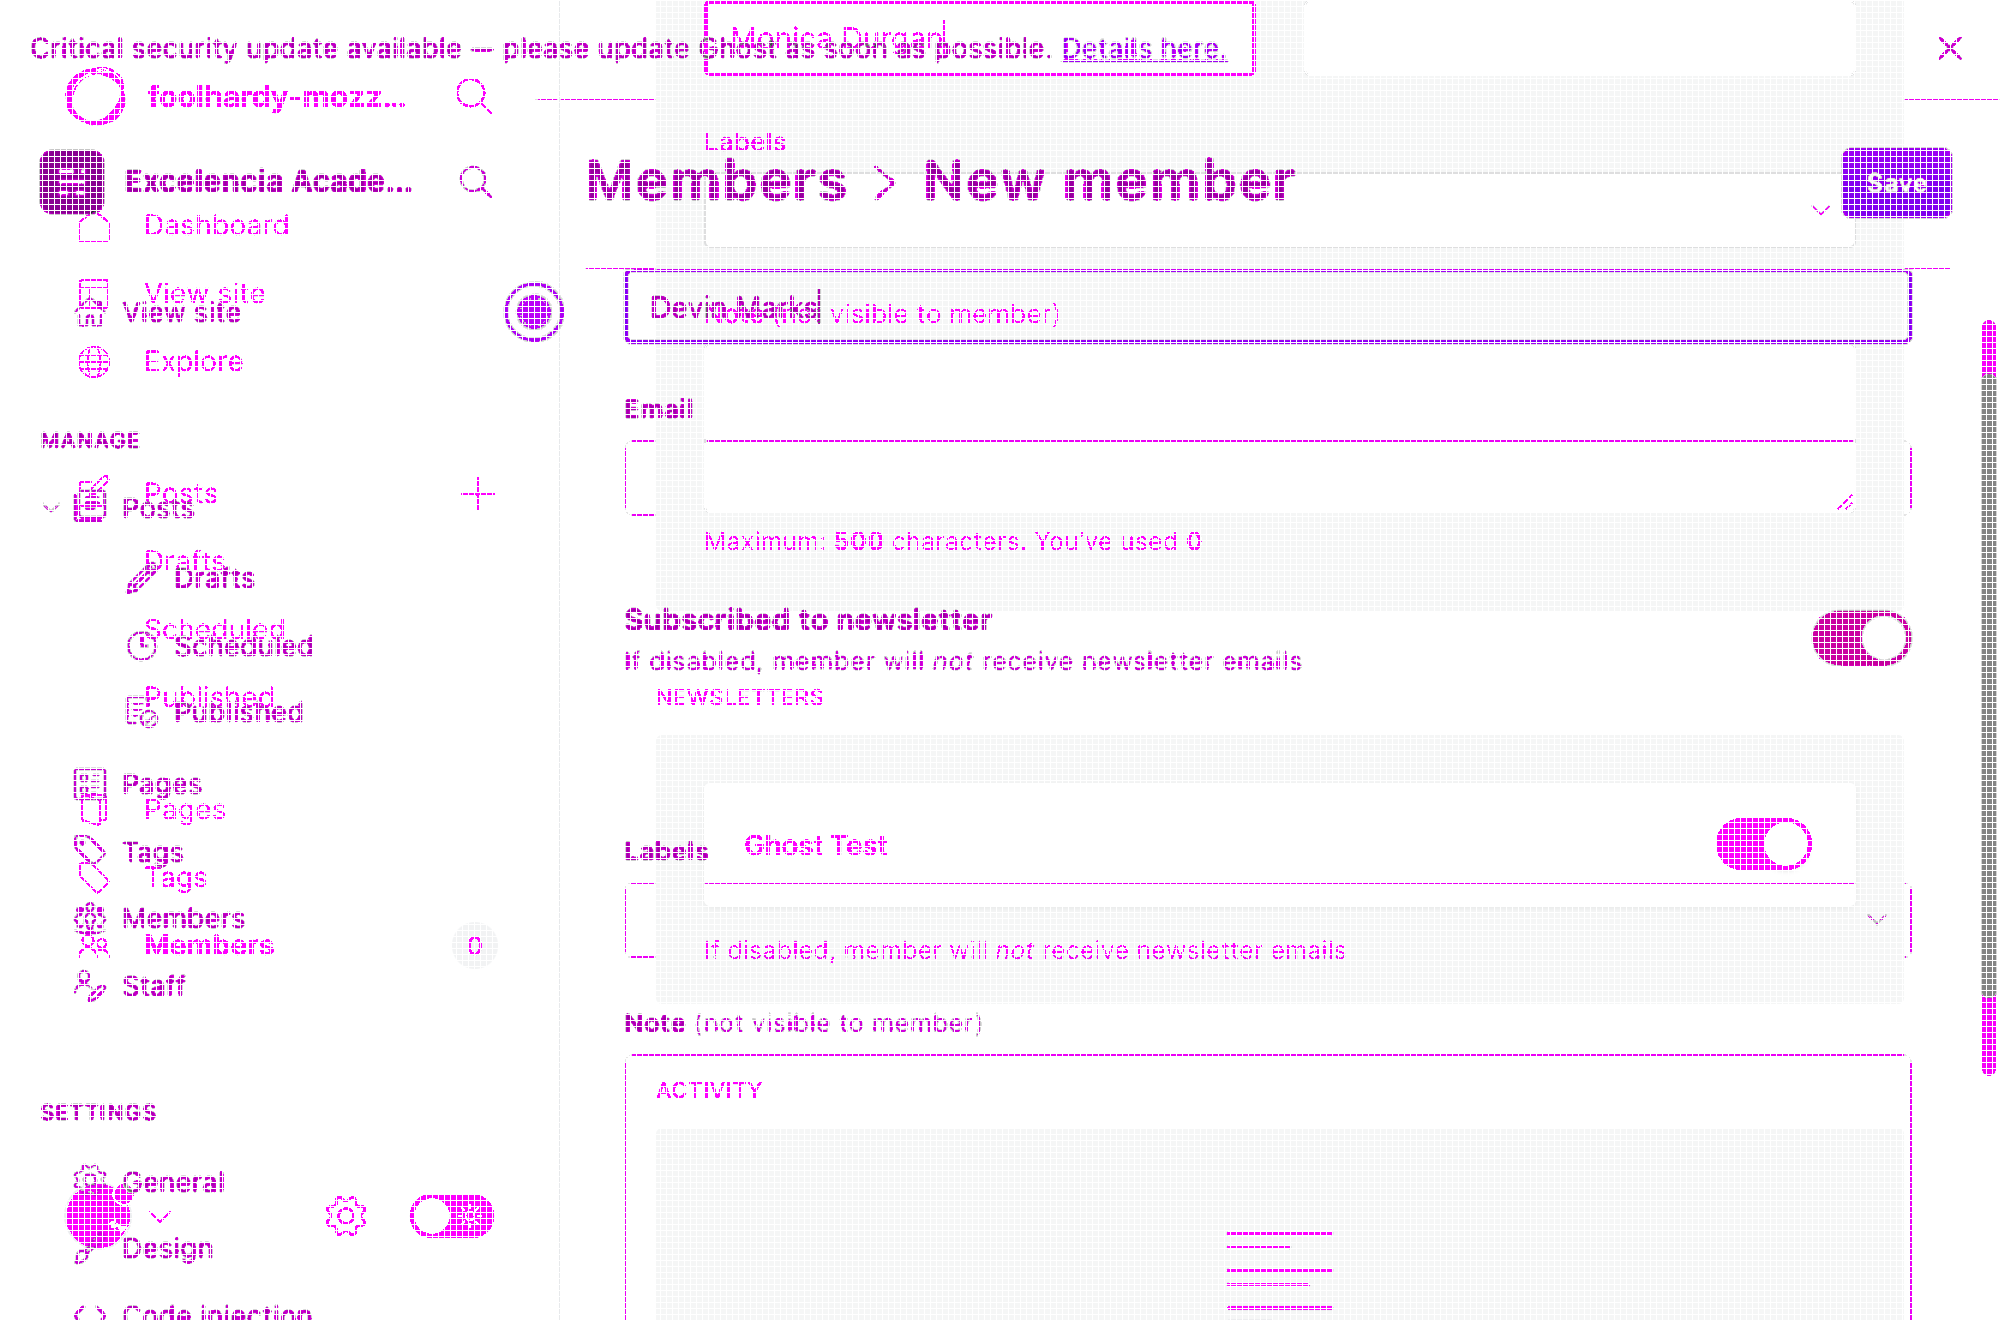 Monica Durgan
Critical security update available — please update Ghost as soon as possible. Details here.
foolhardy-mozz...
Labels
Excelencia Acade...
Members > New member
Save
Dashboard
View site
View site
Devin Marks
Note (not visible to member)
Explore
Email
MANAGE
Posts
Posts
Maximum: 500 characters. You've used 0
Drafts
Drafts
Subscribed to newsletter
Scheduled
Scheduled
If disabled, member will not receive newsletter emails
NEWSLETTERS
Published
Published
Pages
Pages
Ghost Test
Labels
Tags
Tags
Members
Members
0
If disabled, member will not receive newsletter emails
Staff
Note (not visible to member)
ACTIVITY
SETTINGS
General
Design
Code injection